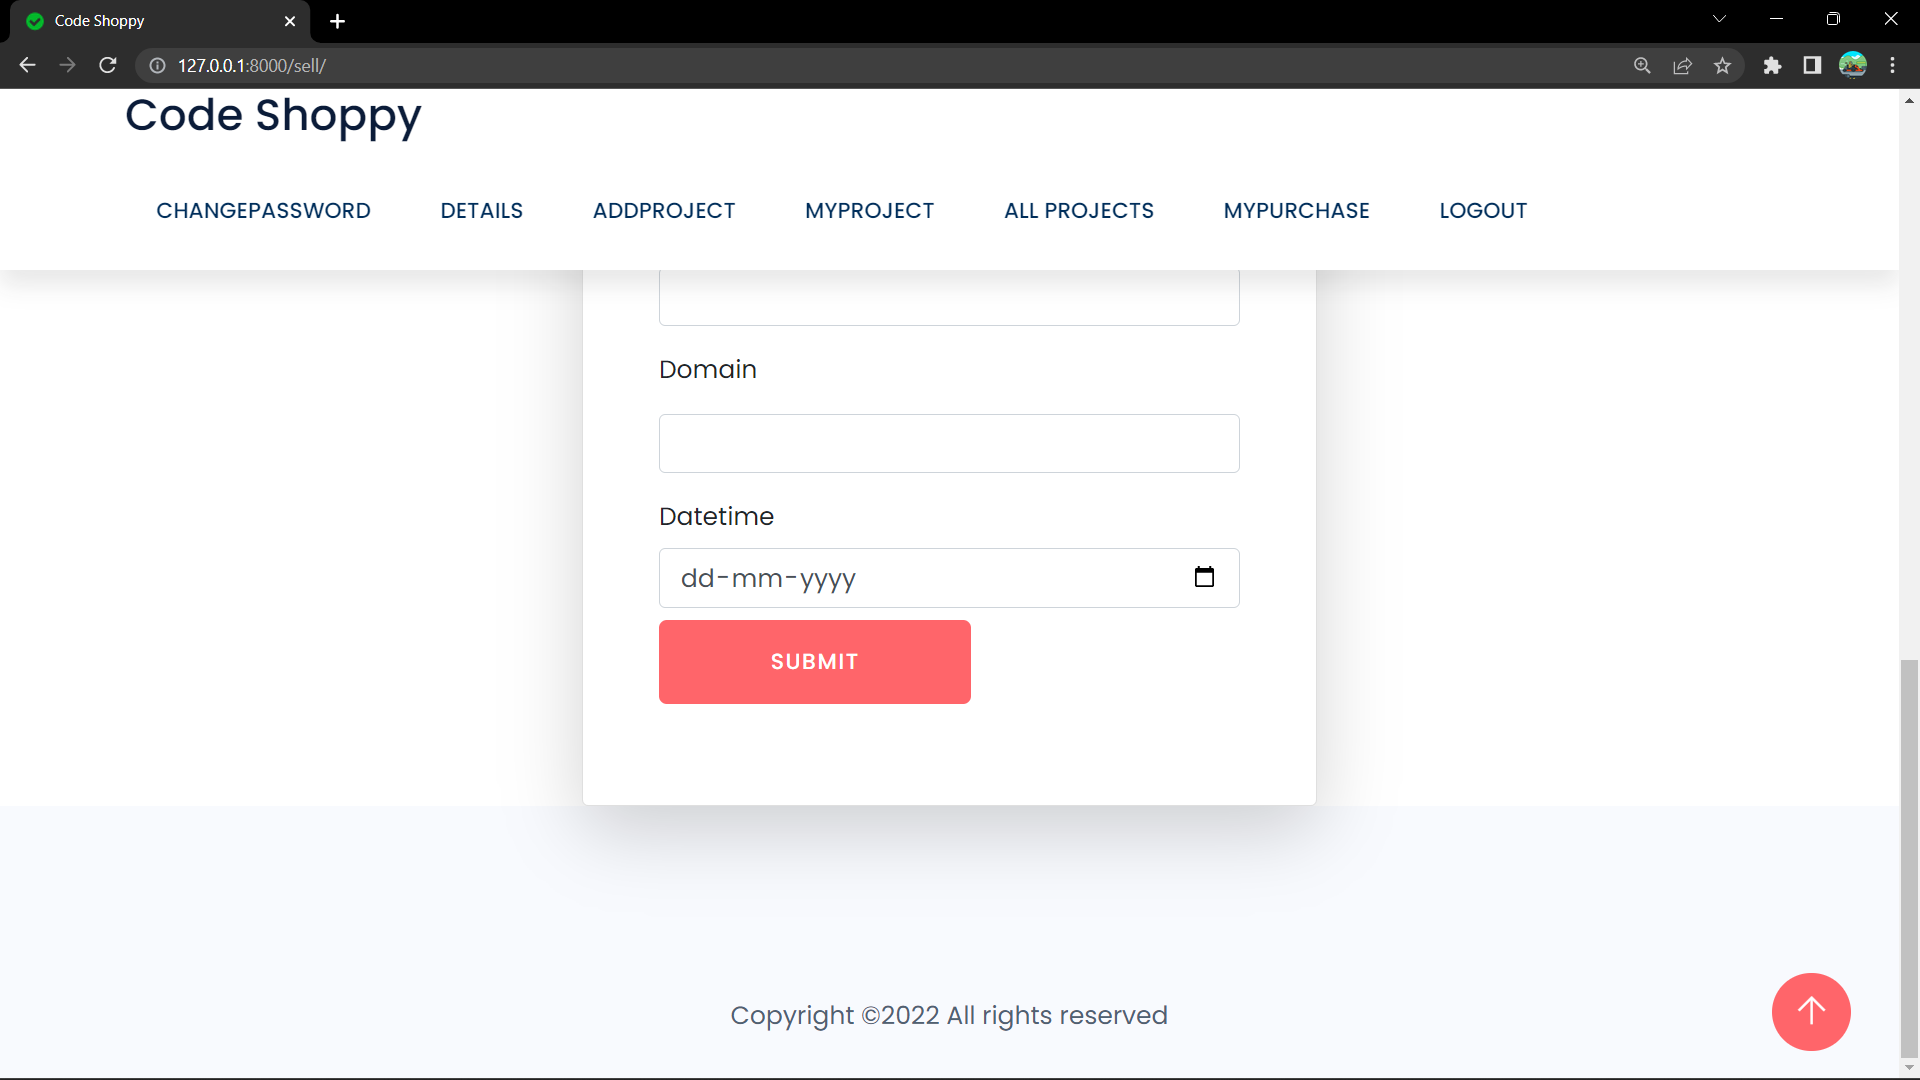 Code Shoppy
127.0.0.1:8000/sell/
Code Shoppy
CHANGEPASSWORD DETAILS ADDPROJECT MYPROJECT ALL PROJECTS MYPURCHASE LOGOUT
Domain
Datetime
dd-mm-yyyy
SUBMIT
Copyright ©2022 All rights reserved